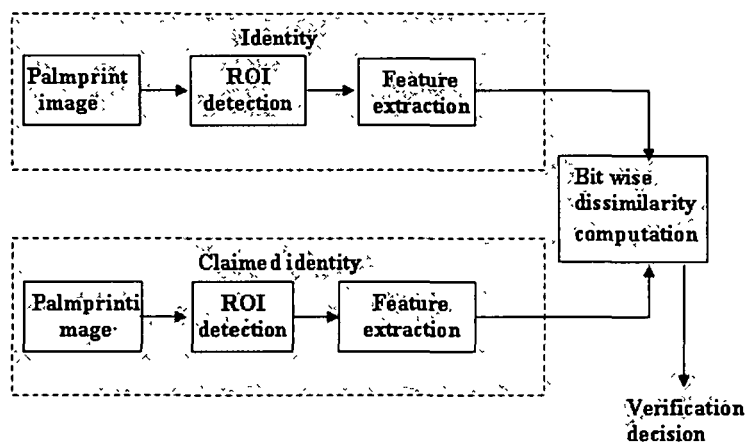 Identity
Palmprint
image
ROI
detection
Feature
extraction
Bit wise
dissimilarity
computation
Claimed identity
Palmprinti
mage
ROI
detection
Feature
extraction
Verification
decision